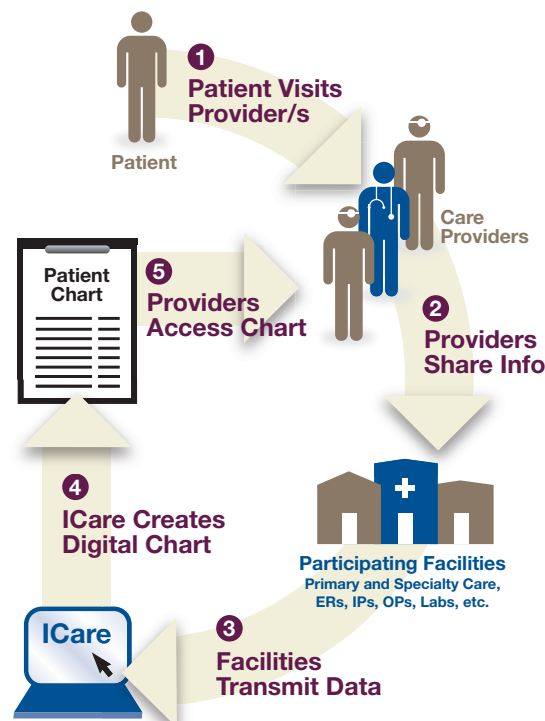 1
Patient Visits
Provider/s
Patient
Care
Providers
2
Providers
Share Info
Participating Facilities
Primary and Specialty Care,
ERs, IPs, OPs, Labs, etc.
3
Facilities
Transmit Data
ICare
4
ICare Creates
Digital Chart
Patient
Chart
5
Providers
Access Chart